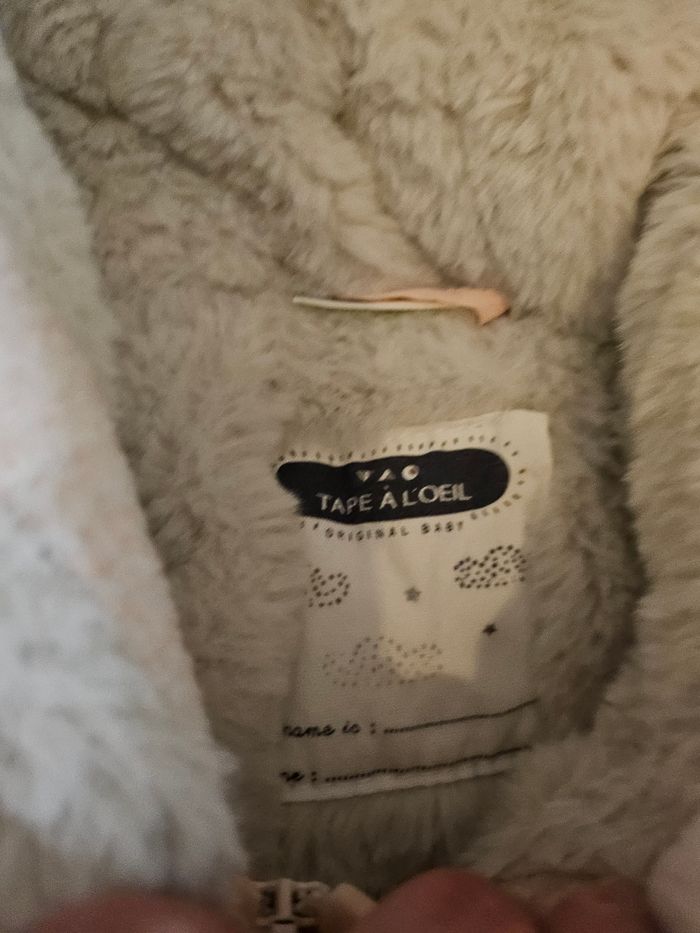 TAPE À L'OEIL
ORIGINAL BABY
name is :